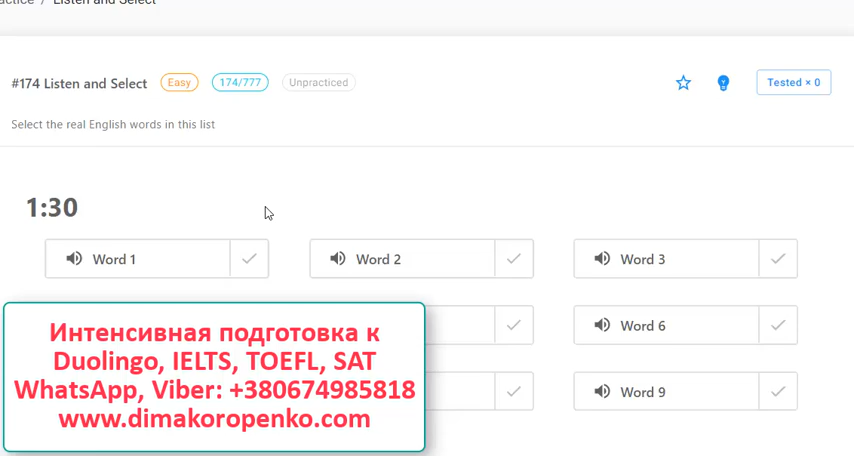 / Listen and Select
#174 Listen and Select Easy 174/777 Unpracticed Tested × 0
Select the real English words in this list
1:30
Word 1 Word 2 Word 3
Word 6
Word 9
Интенсивная подготовка к
Duolingo, IELTS, TOEFL, SAT
WhatsApp, Viber: +380674985818
www.dimakoropenko.com